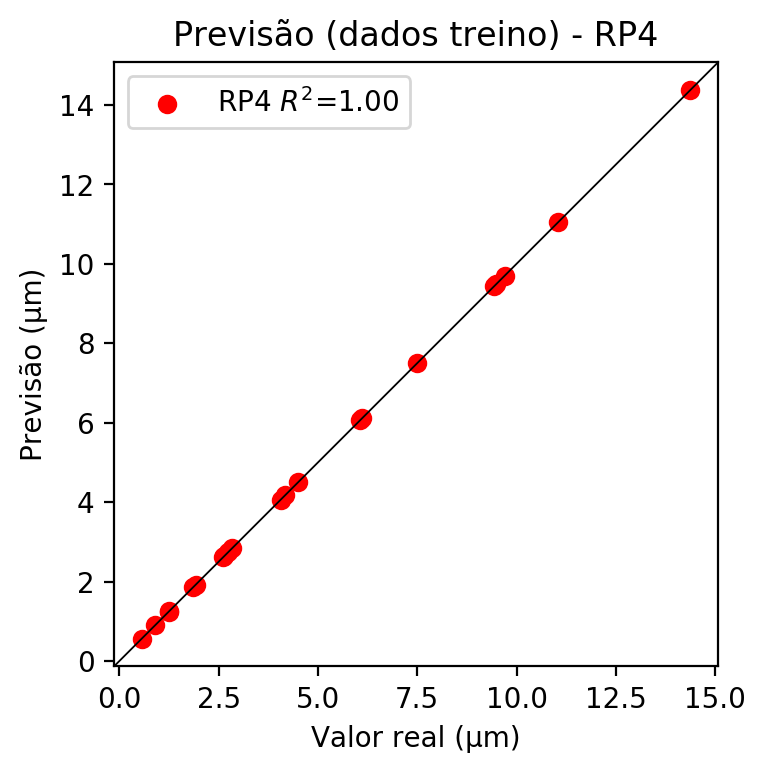 Previsão (dados treino) - RP4
RP4 R²=1.00
14
12
10
8
6
4
2
0
Previsão (µm)
0.0 2.5 5.0 7.5 10.0 12.5 15.0
Valor real (µm)